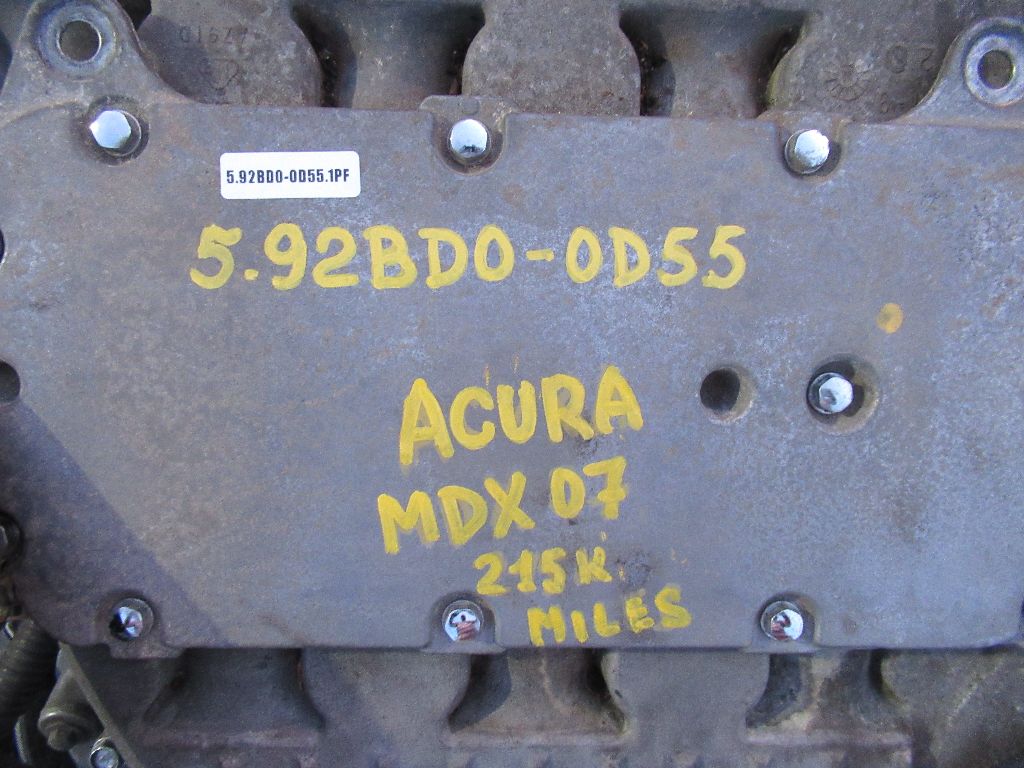 5.92BD0-0D55.1PF
5.92BD0-0D55
ACURA
MDX 07
215K
MILES